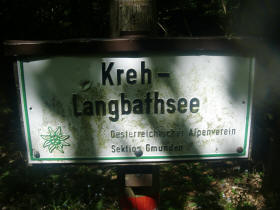 Kreh –
Langbathsee
Oesterreichischer Alpenverein
Sektion Gmunden